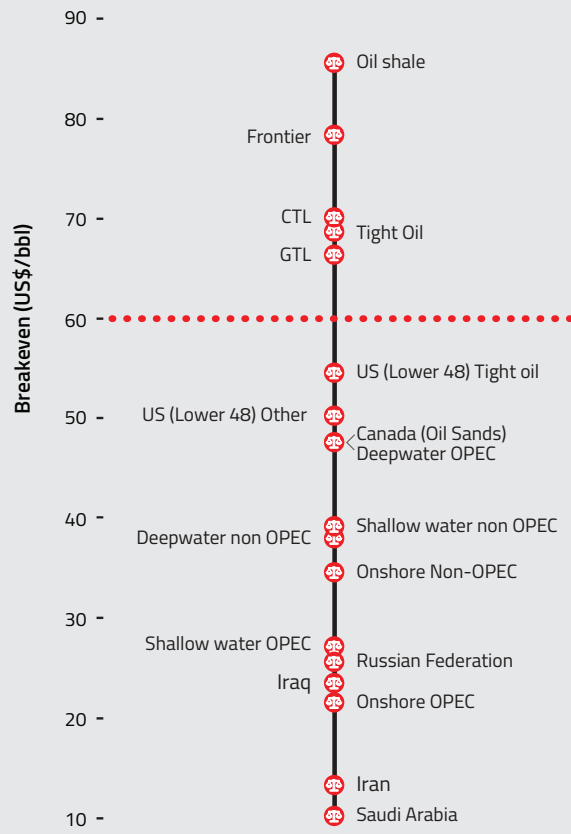 90
Oil shale
80
Frontier
CTL
70
Tight Oil
GTL
60
Breakeven (US$/bbl)
US (Lower 48) Tight oil
US (Lower 48) Other
50
Canada (Oil Sands)
Deepwater OPEC
40
Shallow water non OPEC
Deepwater non OPEC
Onshore Non-OPEC
30
Shallow water OPEC
Russian Federation
Iraq
Onshore OPEC
20
Iran
Saudi Arabia
10